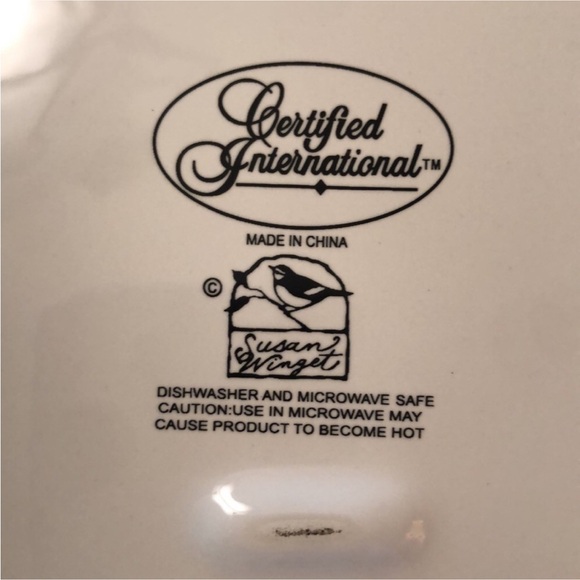 Certified
International™
MADE IN CHINA
©
Susan
Winget
DISHWASHER AND MICROWAVE SAFE
CAUTION:USE IN MICROWAVE MAY
CAUSE PRODUCT TO BECOME HOT